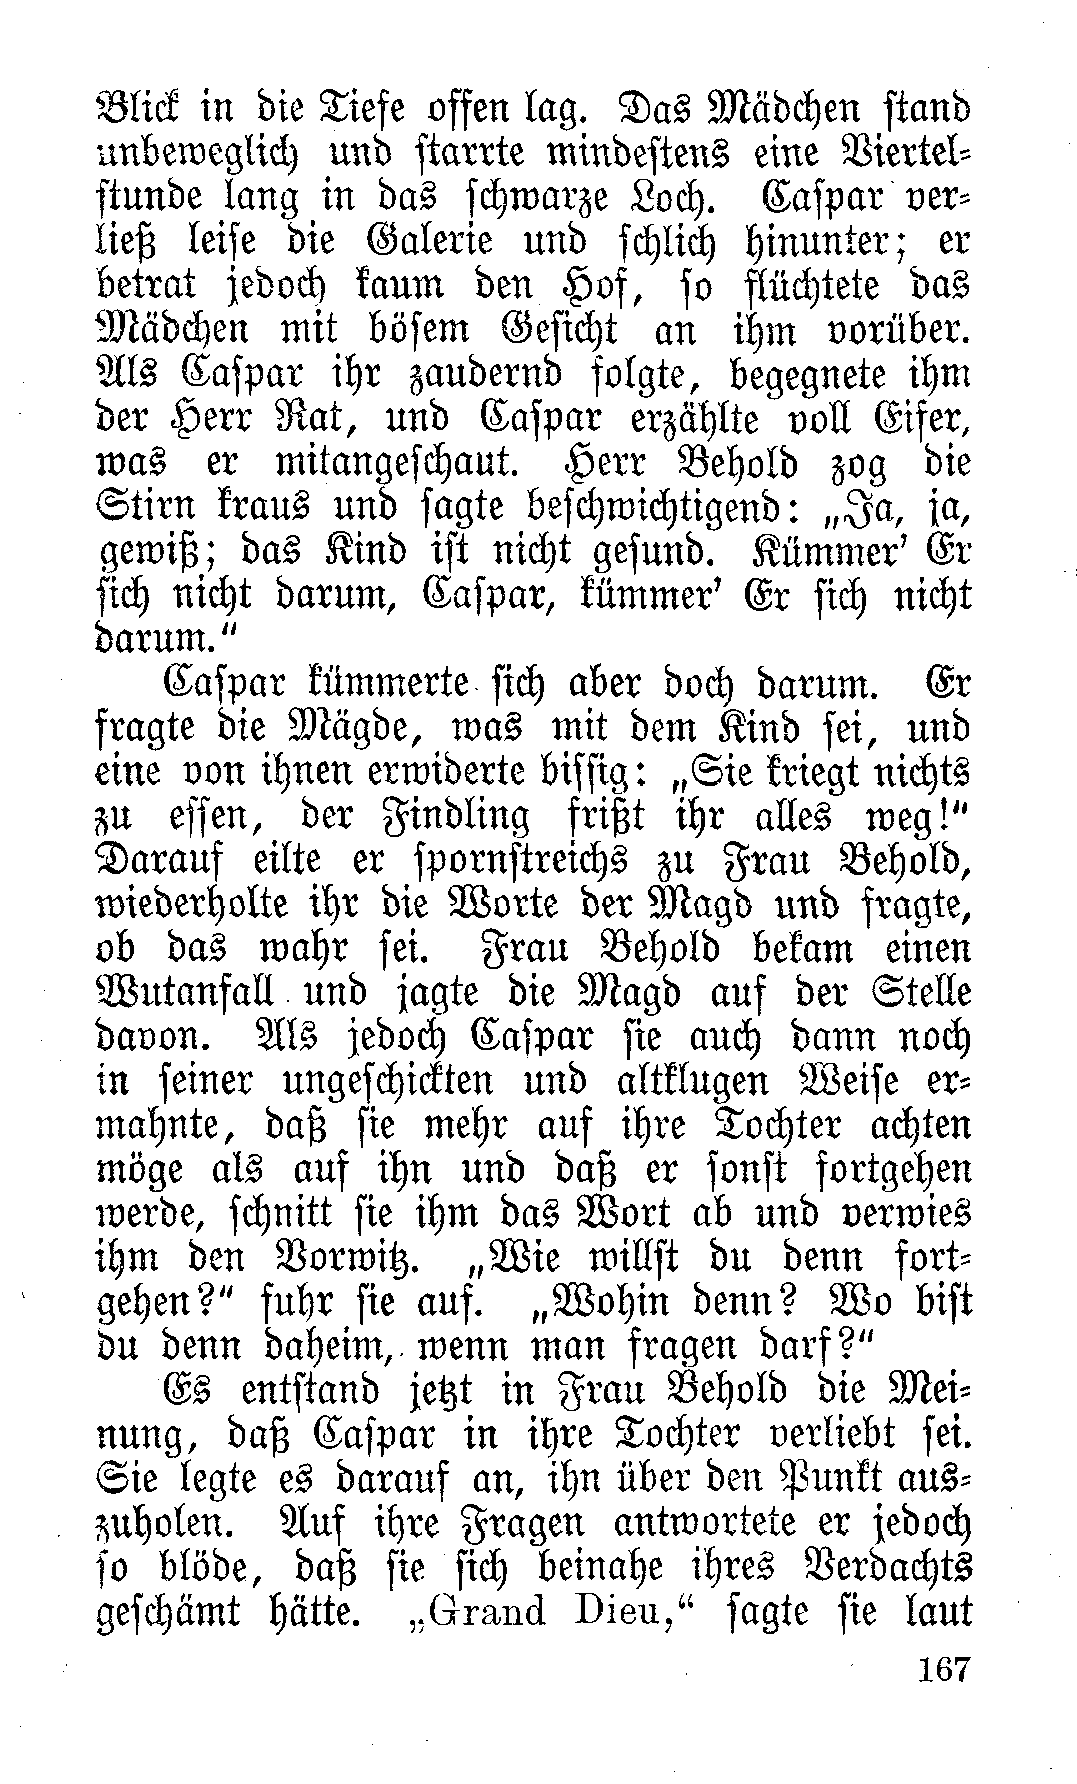 Blick in die Tiefe offen lag. Das Mädchen stand
unbeweglich und starrte mindestens eine Viertel-
stunde lang in das schwarze Loch. Caspar ver-
ließ leise die Galerie und schlich hinunter; er
betrat jedoch kaum den Hof, so flüchtete das
Mädchen mit bösem Gesicht an ihm vorüber.
Als Caspar ihr zaudernd folgte, begegnete ihm
der Herr Rat, und Caspar erzählte voll Eifer,
was er mitangeschaut. Herr Behold zog die
Stirn kraus und sagte beschwichtigend: „Ja, ja,
gewiß; das Kind ist nicht gesund. Kümmer' Er
sich nicht darum, Caspar, kümmer' Er sich nicht
darum."
Caspar kümmerte sich aber doch darum. Er
fragte die Mägde, was mit dem Kind sei, und
eine von ihnen erwiderte bissig: „Sie kriegt nichts
zu essen, der Findling frißt ihr alles weg!"
Darauf eilte er spornstreichs zu Frau Behold,
wiederholte ihr die Worte der Magd und fragte,
ob das wahr sei. Frau Behold bekam einen
Wutanfall und jagte die Magd auf der Stelle
davon. Als jedoch Caspar sie auch dann noch
in seiner ungeschickten und altklugen Weise er-
mahnte, daß sie mehr auf ihre Tochter achten
möge als auf ihn und daß er sonst fortgehen
werde, schnitt sie ihm das Wort ab und verwies
ihm den Vorwitz. „Wie willst du denn fort-
gehen?" fuhr sie auf. „Wohin denn? Wo bist
du denn daheim, wenn man fragen darf?"
Es entstand jetzt in Frau Behold die Mei-
nung, daß Caspar in ihre Tochter verliebt sei.
Sie legte es darauf an, ihn über den Punkt aus-
zuholen. Auf ihre Fragen antwortete er jedoch
so blöde, daß sie sich beinahe ihres Verdachts
geschämt hätte. „Grand Dieu," sagte sie laut
167